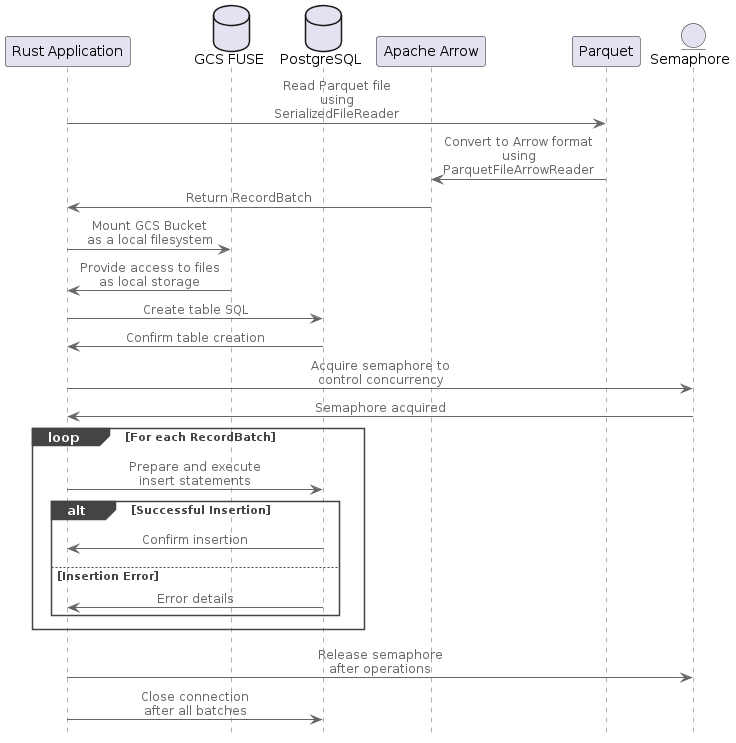 Rust Application
GCS FUSE
PostgreSQL
Apache Arrow
Parquet
Semaphore
Read Parquet file
using
SerializedFileReader
Convert to Arrow format
using
ParquetFileArrowReader
Return RecordBatch
Mount GCS Bucket
as a local filesystem
Provide access to files
as local storage
Create table SQL
Confirm table creation
Acquire semaphore to
control concurrency
Semaphore acquired
loop [For each RecordBatch]
Prepare and execute
insert statements
alt [Successful Insertion]
Confirm insertion
[Insertion Error]
Error details
Release semaphore
after operations
Close connection
after all batches